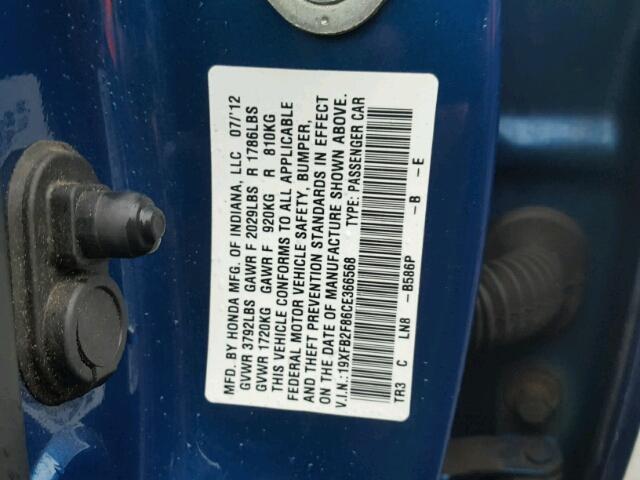 MFD. BY HONDA MFG. OF INDIANA, LLC 07/12
GVWR 3792LBS GAWR F 2029LBS R 1786LBS
GVWR 1720KG GAWR F 920KG R 810KG
THIS VEHICLE CONFORMS TO ALL APPLICABLE
FEDERAL MOTOR VEHICLE SAFETY, BUMPER,
AND THEFT PREVENTION STANDARDS IN EFFECT
ON THE DATE OF MANUFACTURE SHOWN ABOVE.
V.I.N.:19XFB2F86CE366568 TYPE: PASSENGER CAR
TR3 C LN8 -B586P -B -E